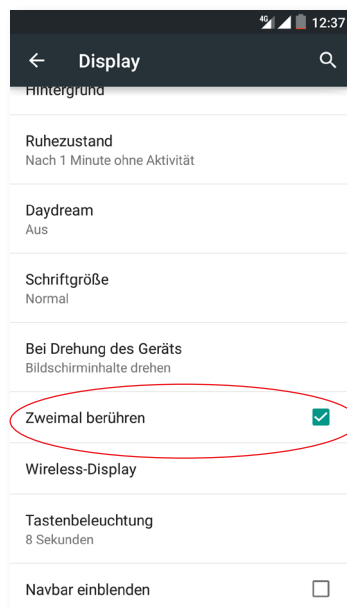 4G 12:37
Display
Hintergrund
Ruhezustand
Nach 1 Minute ohne Aktivität
Daydream
Aus
Schriftgröße
Normal
Bei Drehung des Geräts
Bildschirminhalte drehen
Zweimal berühren
Wireless-Display
Tastenbeleuchtung
8 Sekunden
Navbar einblenden